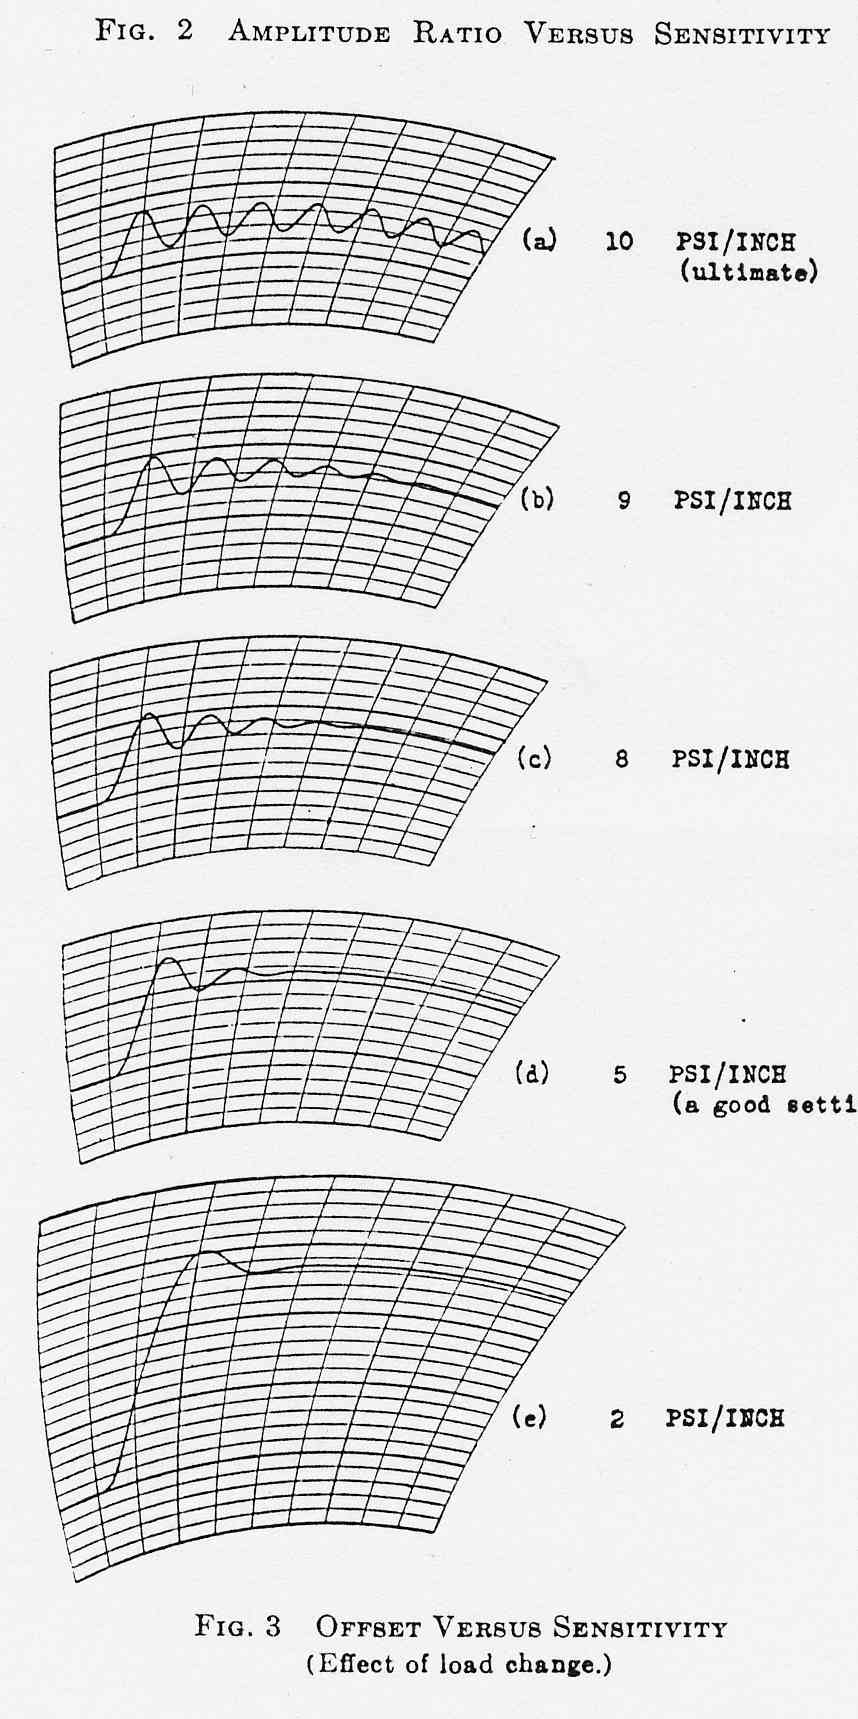 FIG. 2 AMPLITUDE RATIO VERSUS SENSITIVITY
(a) 10 PSI/INCH
(ultimate)
(b) 9 PSI/INCH
(c) 8 PSI/INCH
(d) 5 PSI/INCH
(a good setti
(e) 2 PSI/INCH
FIG. 3 OFFSET VERSUS SENSITIVITY
(Effect of load change.)